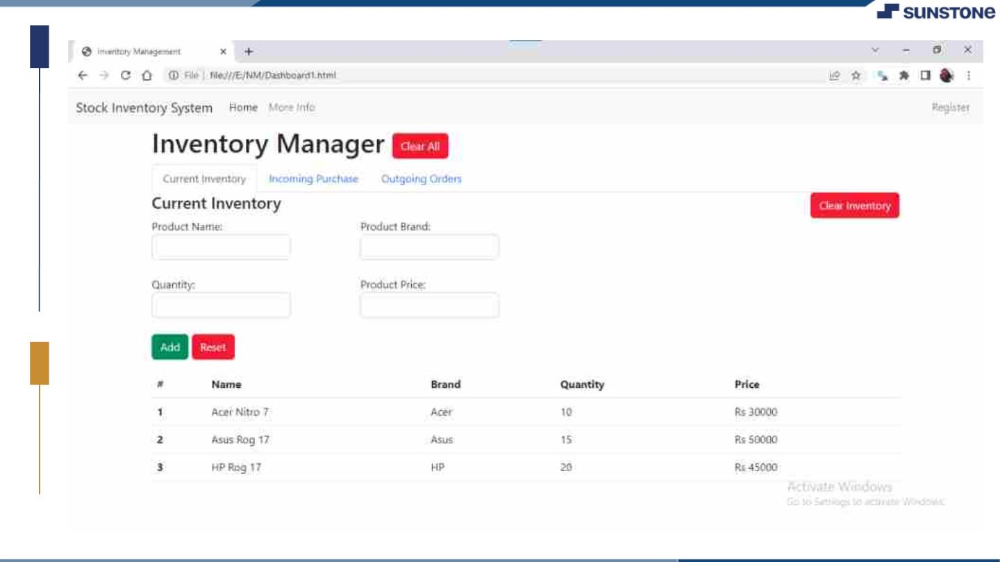 SUNSTONE
Inventory Management
File | file:///E:/NM/Dashboard1.html
Stock Inventory System Home More Info Register
Inventory Manager Clear All
Current Inventory Incoming Purchase Outgoing Orders
Current Inventory Clear Inventory
Product Name: Product Brand:
Quantity: Product Price:
Add Reset
# Name Brand Quantity Price
1 Acer Nitro 7 Acer 10 Rs 30000
2 Asus Rog 17 Asus 15 Rs 50000
3 HP Rog 17 HP 20 Rs 45000
Activate Windows
Go to Settings to activate Windows.